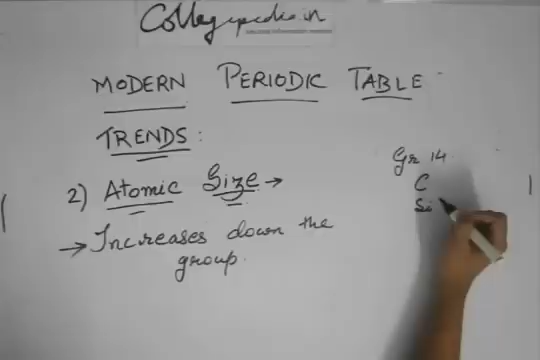 Collegepedia.in
MODERN PERIODIC TABLE
TRENDS:
2) Atomic Size →
→ Increases down the
group.
Gr 14.
C
Si